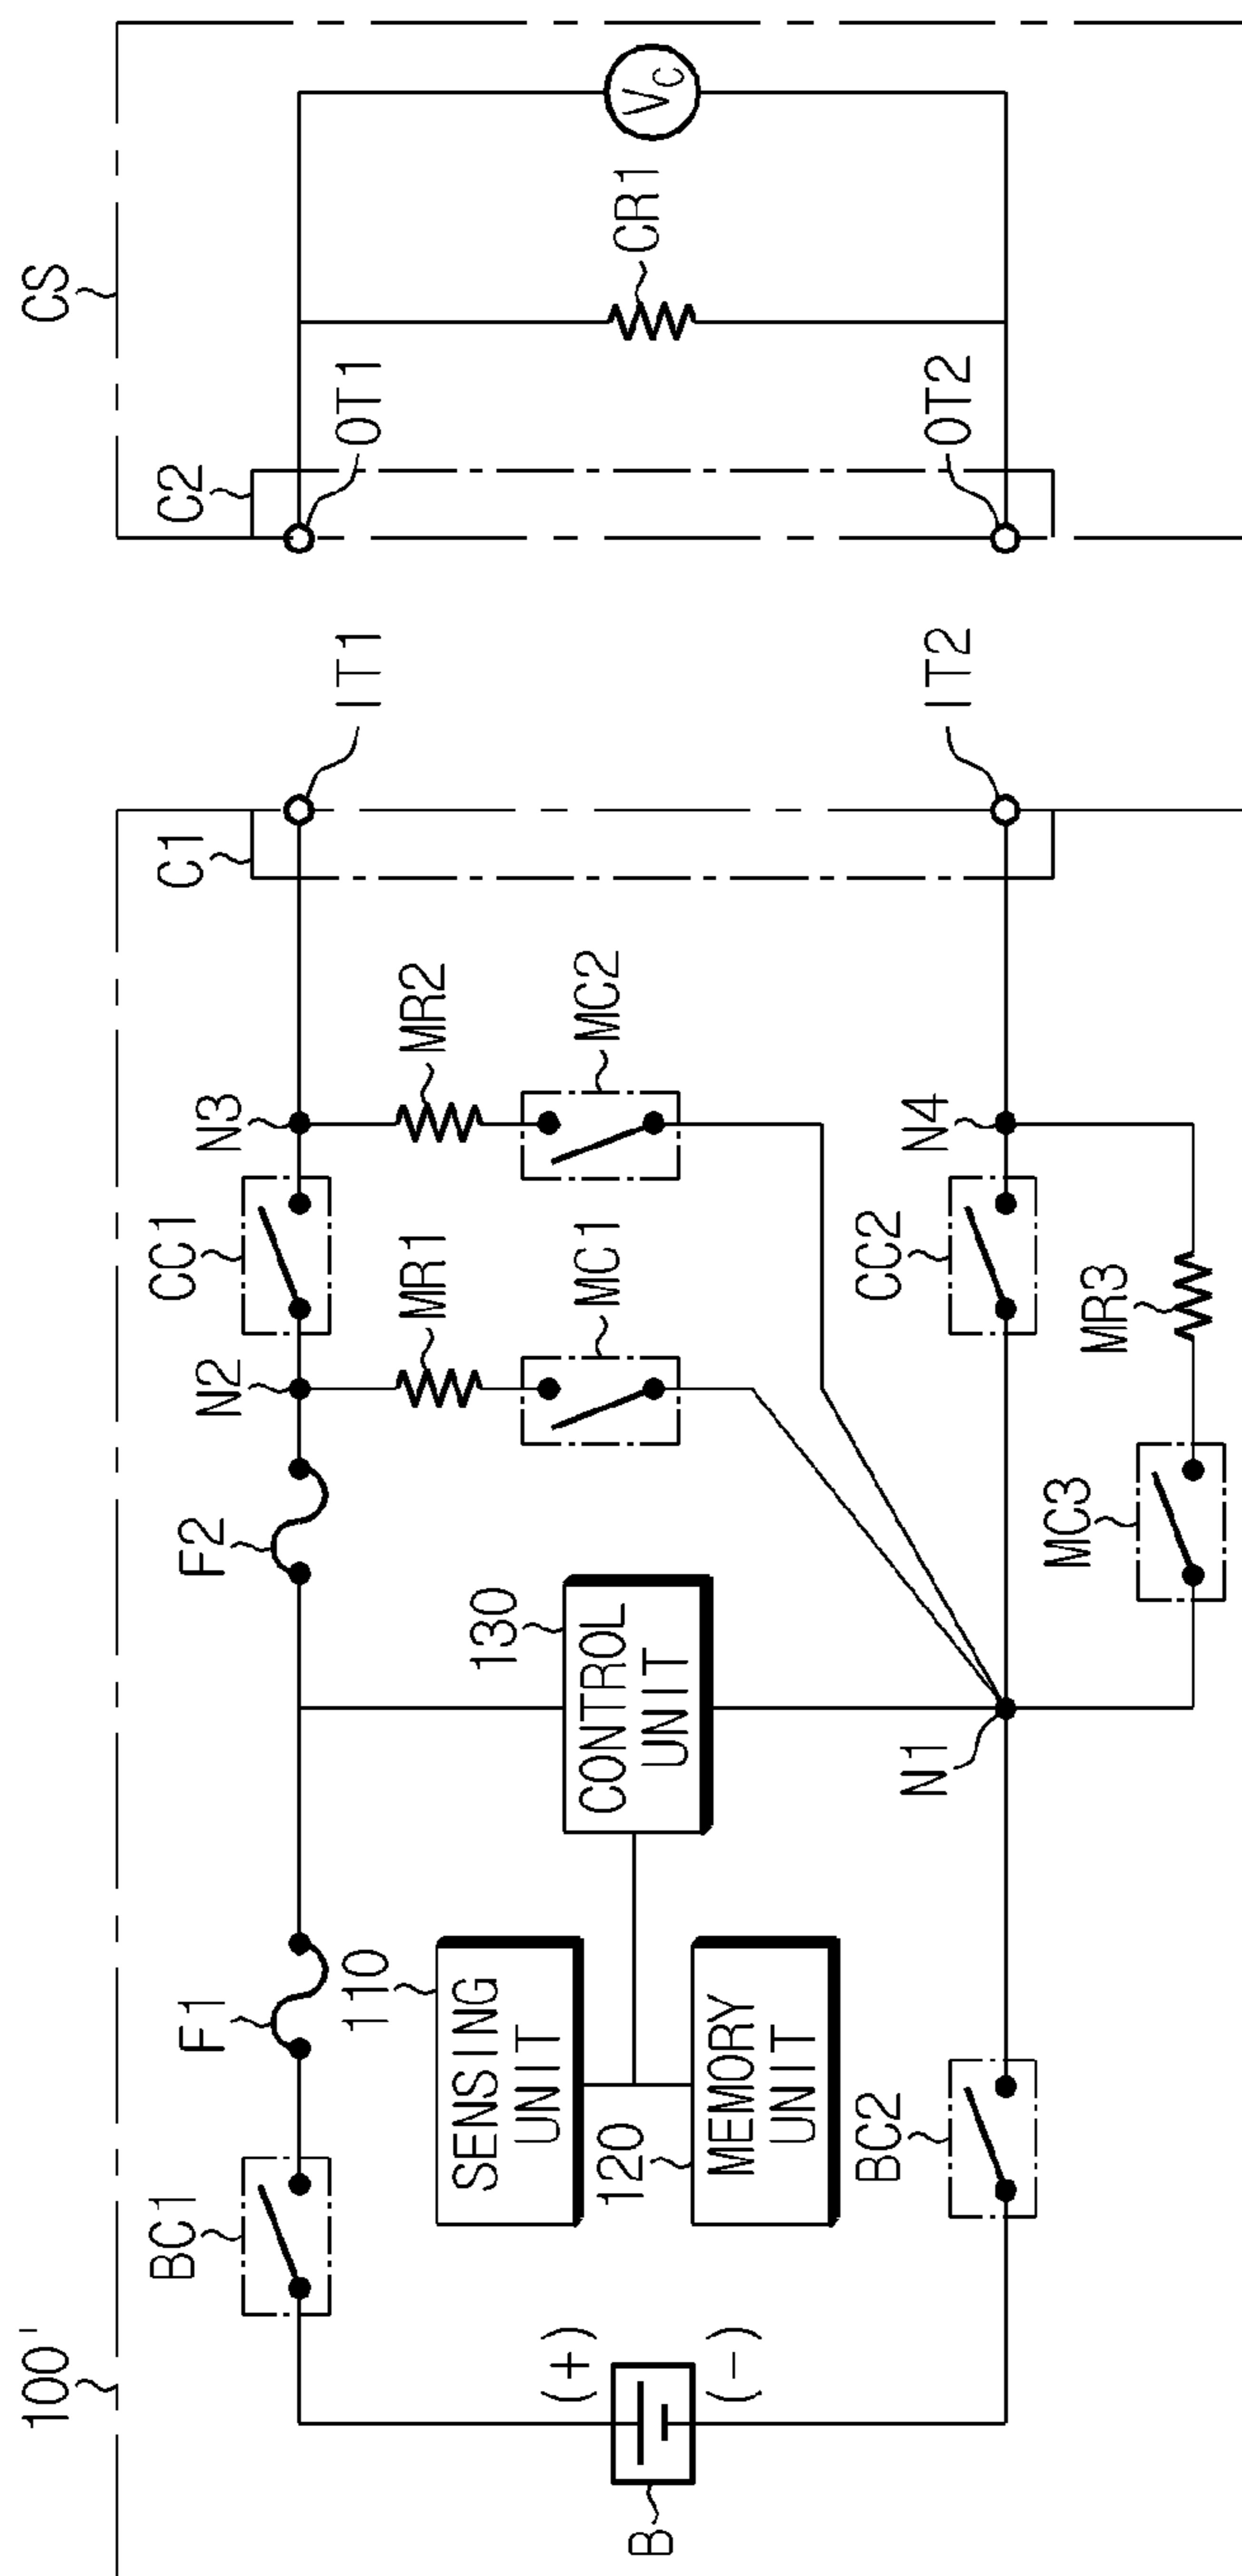 100'
CS
BC1
F1
F2
N2
CC1
N3
C1
IT1
C2
OT1
110
SENSING
UNIT
130
CONTROL
UNIT
MR1
MR2
MC1
MC2
CR1
VC
B
(+)
(-)
120
MEMORY
UNIT
BC2
N1
CC2
N4
IT2
OT2
MC3
MR3